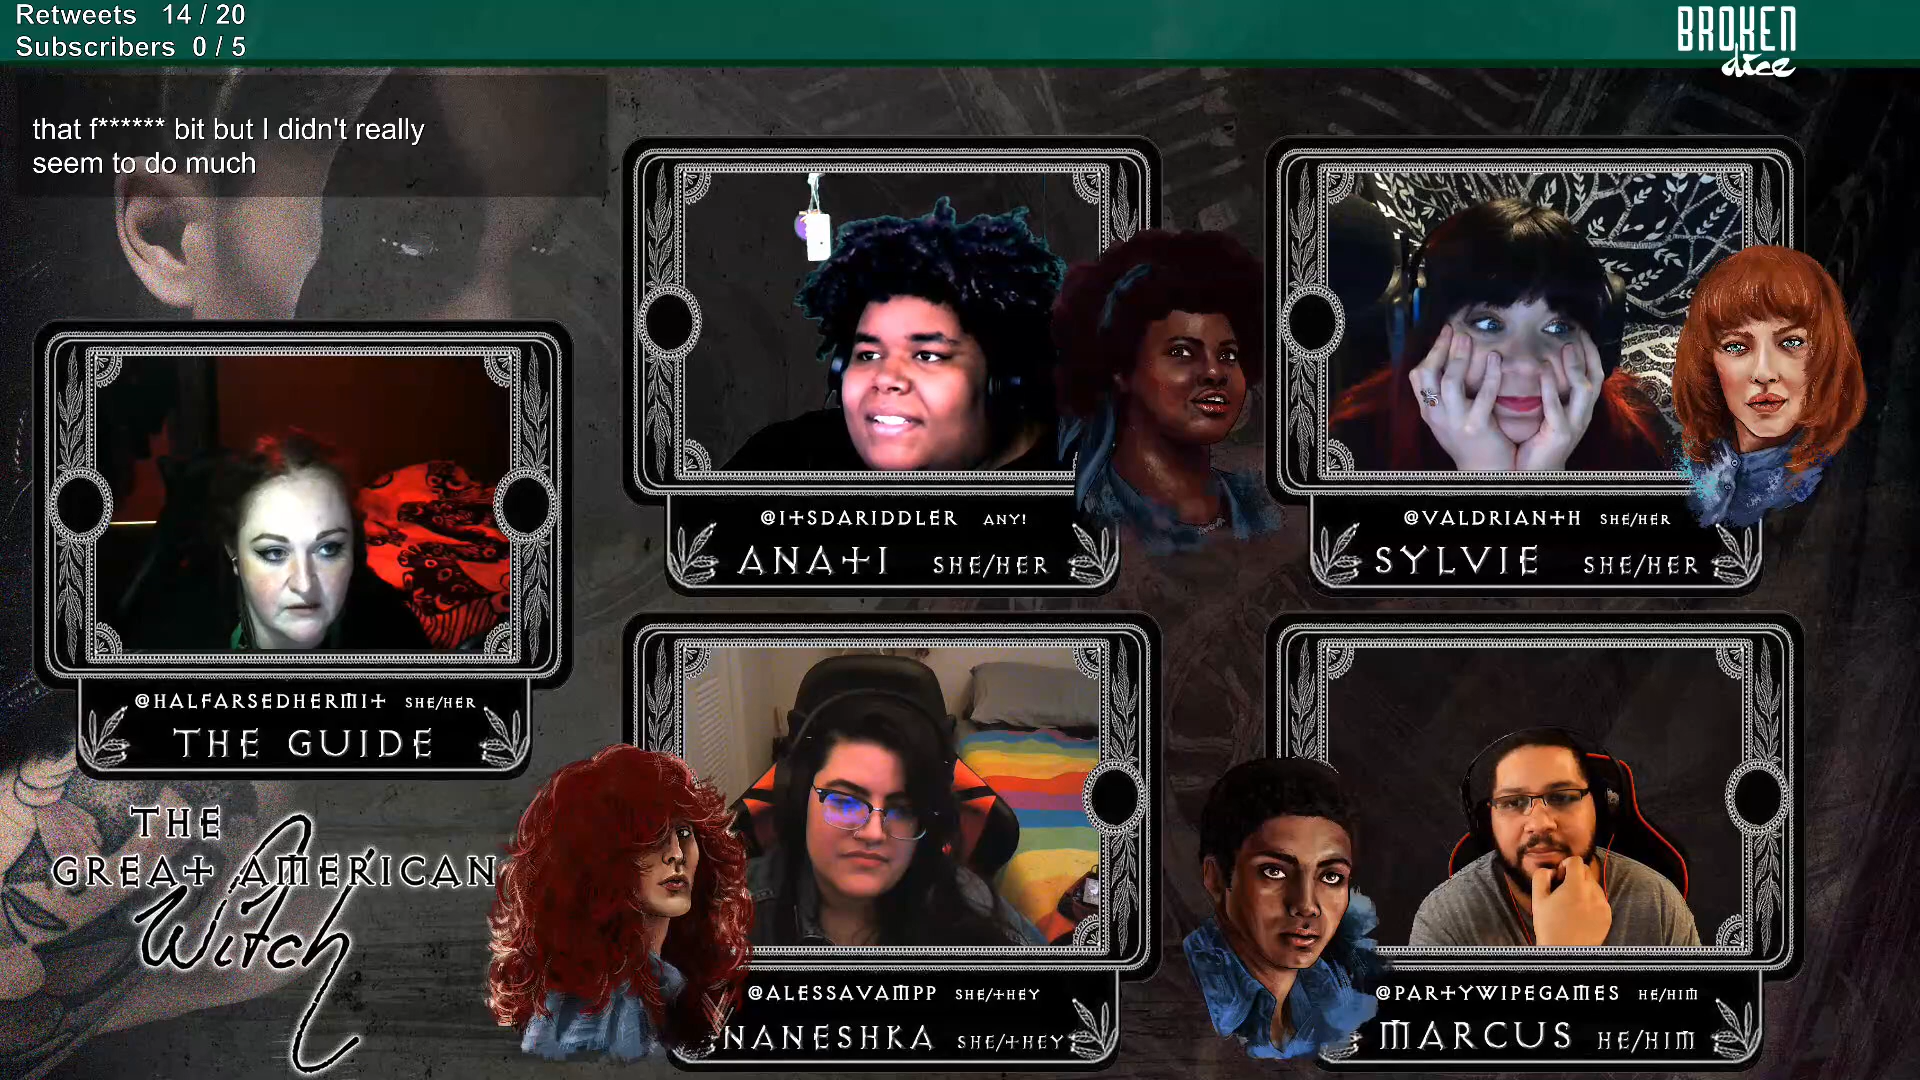 Retweets 14 / 20
Subscribers 0 / 5
BROKEN
dice
that f****** bit but I didn't really
seem to do much
@ITSDARIDDLER ANY!
ANATI SHE/HER
@VALDRIANTH SHE/HER
SYLVIE SHE/HER
@HALFARSEDHERMIT SHE/HER
THE GUIDE
THE
GREAT AMERICAN
Witch
@ALESSAVAMPP SHE/THEY
NANESHKA SHE/THEY
@PARTYWIPEGAMES HE/HIM
MARCUS HE/HIM